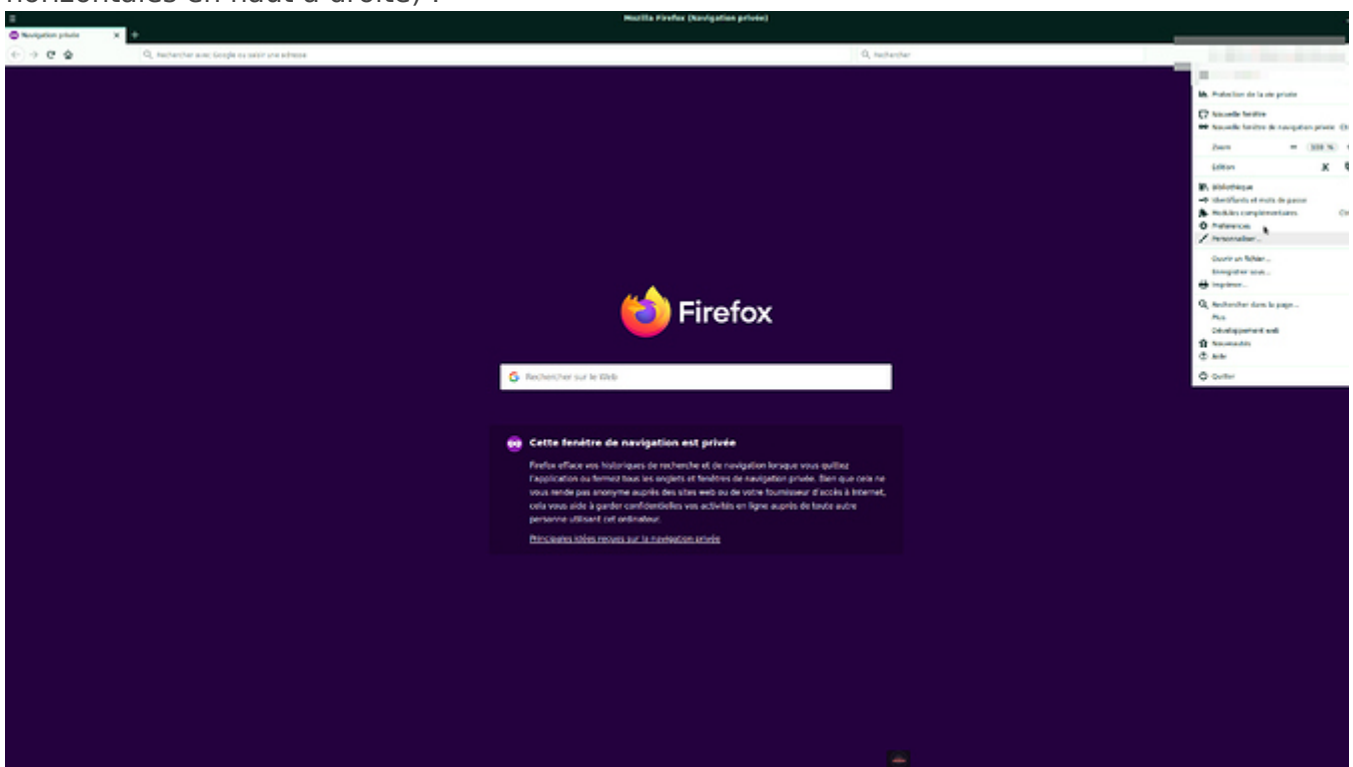 horizontales en haut à droite) :
Mozilla Firefox (Navigation privée)
Navigation privée
Rechercher avec Google ou saisir une adresse
Rechercher
Protection de la vie privée
Nouvelle fenêtre
Nouvelle fenêtre de navigation privée
Zoom
Édition
Bibliothèque
Identifiants et mots de passe
Modules complémentaires
Préférences
Personnaliser…
Ouvrir un fichier…
Enregistrer sous…
Imprimer…
Rechercher dans la page…
Plus
Développement web
Nouveautés
Aide
Quitter
Firefox
Rechercher sur le Web
Cette fenêtre de navigation est privée
Firefox efface vos historiques de recherche et de navigation lorsque vous quittez
l'application ou fermez tous les onglets et fenêtres de navigation privée. Bien que cela ne
vous rende pas anonyme auprès des sites web ou de votre fournisseur d'accès à Internet,
cela vous aide à garder confidentielles vos activités en ligne auprès de toute autre
personne utilisant cet ordinateur.
Principales idées reçues sur la navigation privée